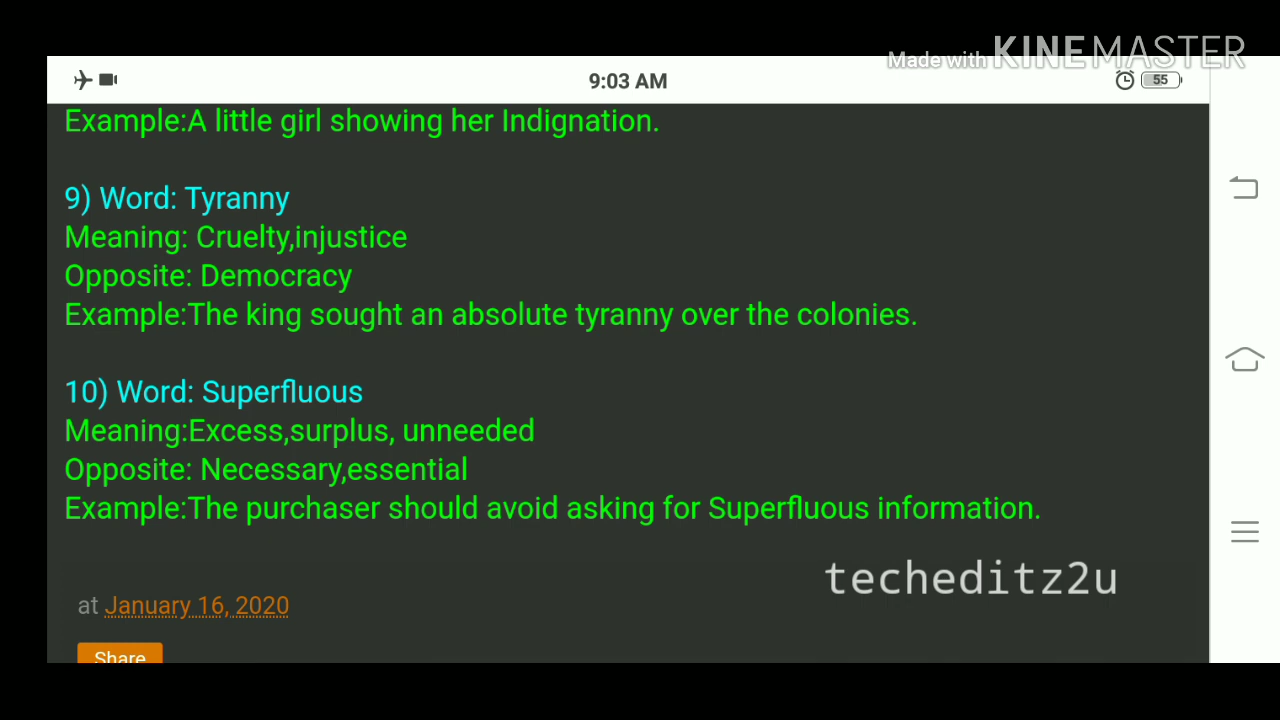 Made with KINEMASTER
9:03 AM
55
Example:A little girl showing her Indignation.
9) Word: Tyranny
Meaning: Cruelty,injustice
Opposite: Democracy
Example:The king sought an absolute tyranny over the colonies.
10) Word: Superfluous
Meaning:Excess,surplus, unneeded
Opposite: Necessary,essential
Example:The purchaser should avoid asking for Superfluous information.
techeditz2u
at January 16, 2020
Share